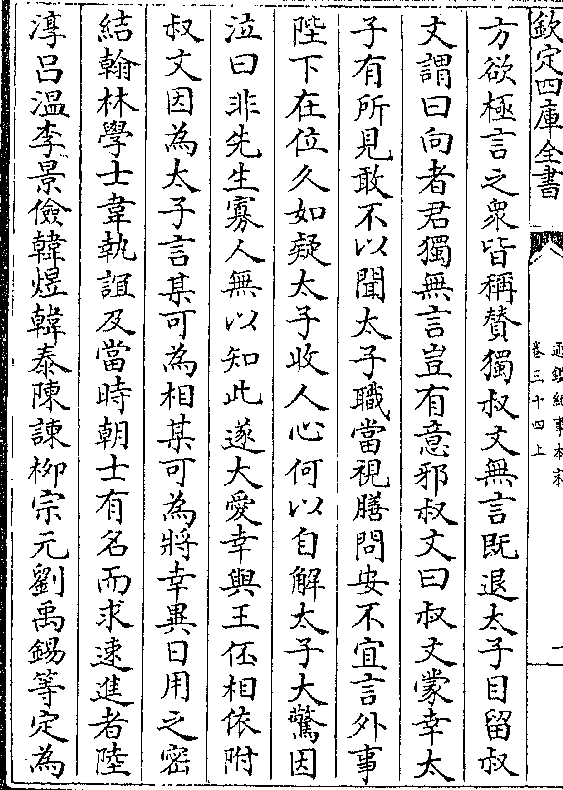 欽定四庫全書
通鑑紀事本末
卷三十四上
方欲極言之衆皆稱賛獨叔文無言既退太子目留叔
文謂曰向者君獨無言豈有意邪叔文曰叔文蒙幸太
子有所見敢不以聞太子職當視膳問安不宜言外事
陛下在位久如疑太子收人心何以自解太子大驚因
泣曰非先生寡人無以知此遂大愛幸與王伾相依附
叔文因為太子言某可為相某可為將幸異日用之密
結翰林學士韋執誼及當時朝士有名而求速進者陸
淳吕溫李景儉韓煜韓泰陳諫柳宗元劉禹錫等定為